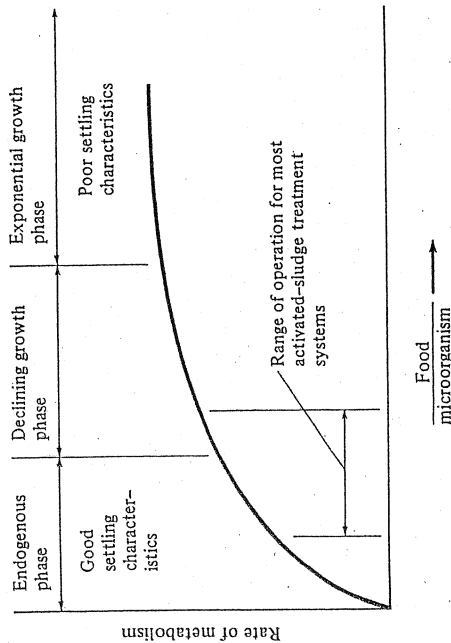 Endogenous
phase
Declining growth
phase
Exponential growth
phase
Good
settling
character–
istics
Poor settling
characteristics
Rate of metabolism
Range of operation for most
activated–sludge treatment
systems
Food
microorganism